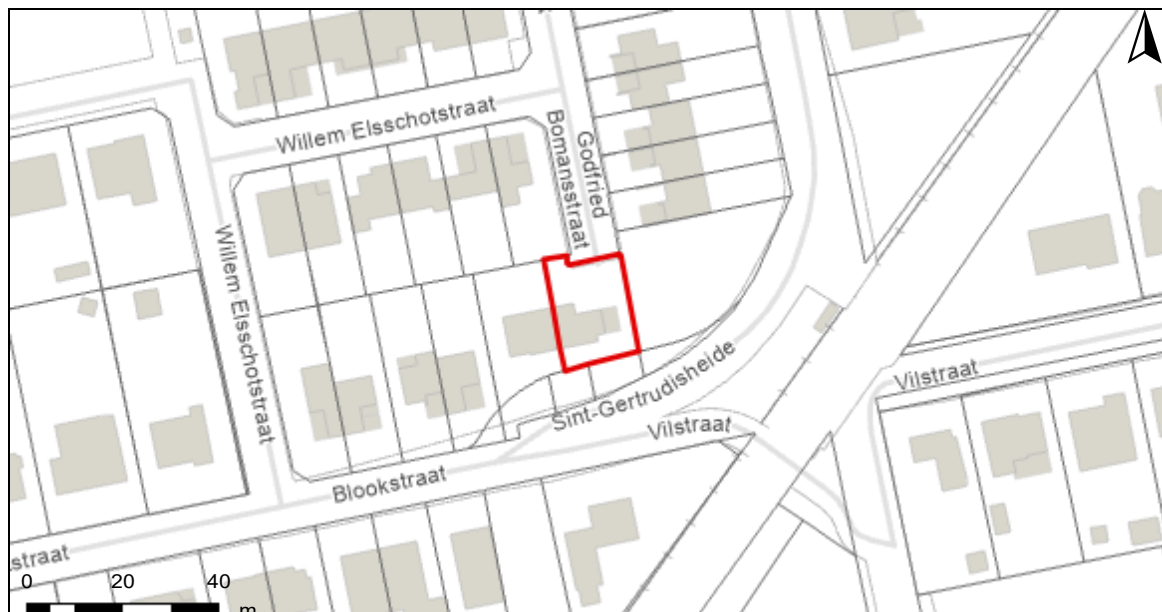 Willem Elsschotstraat
Godfried
Bomansstraat
Willem Elsschotstraat
Sint-Gertrudisheide
Vilstraat
Vilstraat
Blookstraat
straat
0 20 40
m